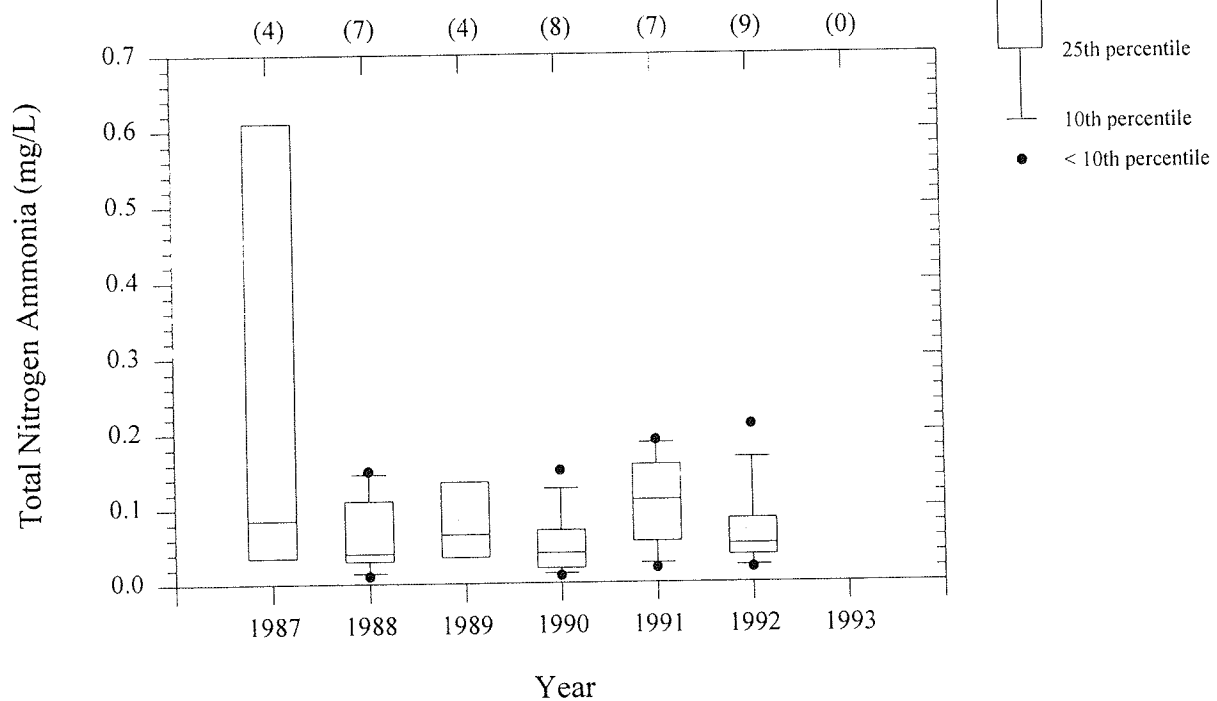 (4) (7) (4) (8) (7) (9) (0)
0.7
0.6
0.5
0.4
0.3
0.2
0.1
0.0
Total Nitrogen Ammonia (mg/L)
1987 1988 1989 1990 1991 1992 1993
Year
25th percentile
10th percentile
< 10th percentile